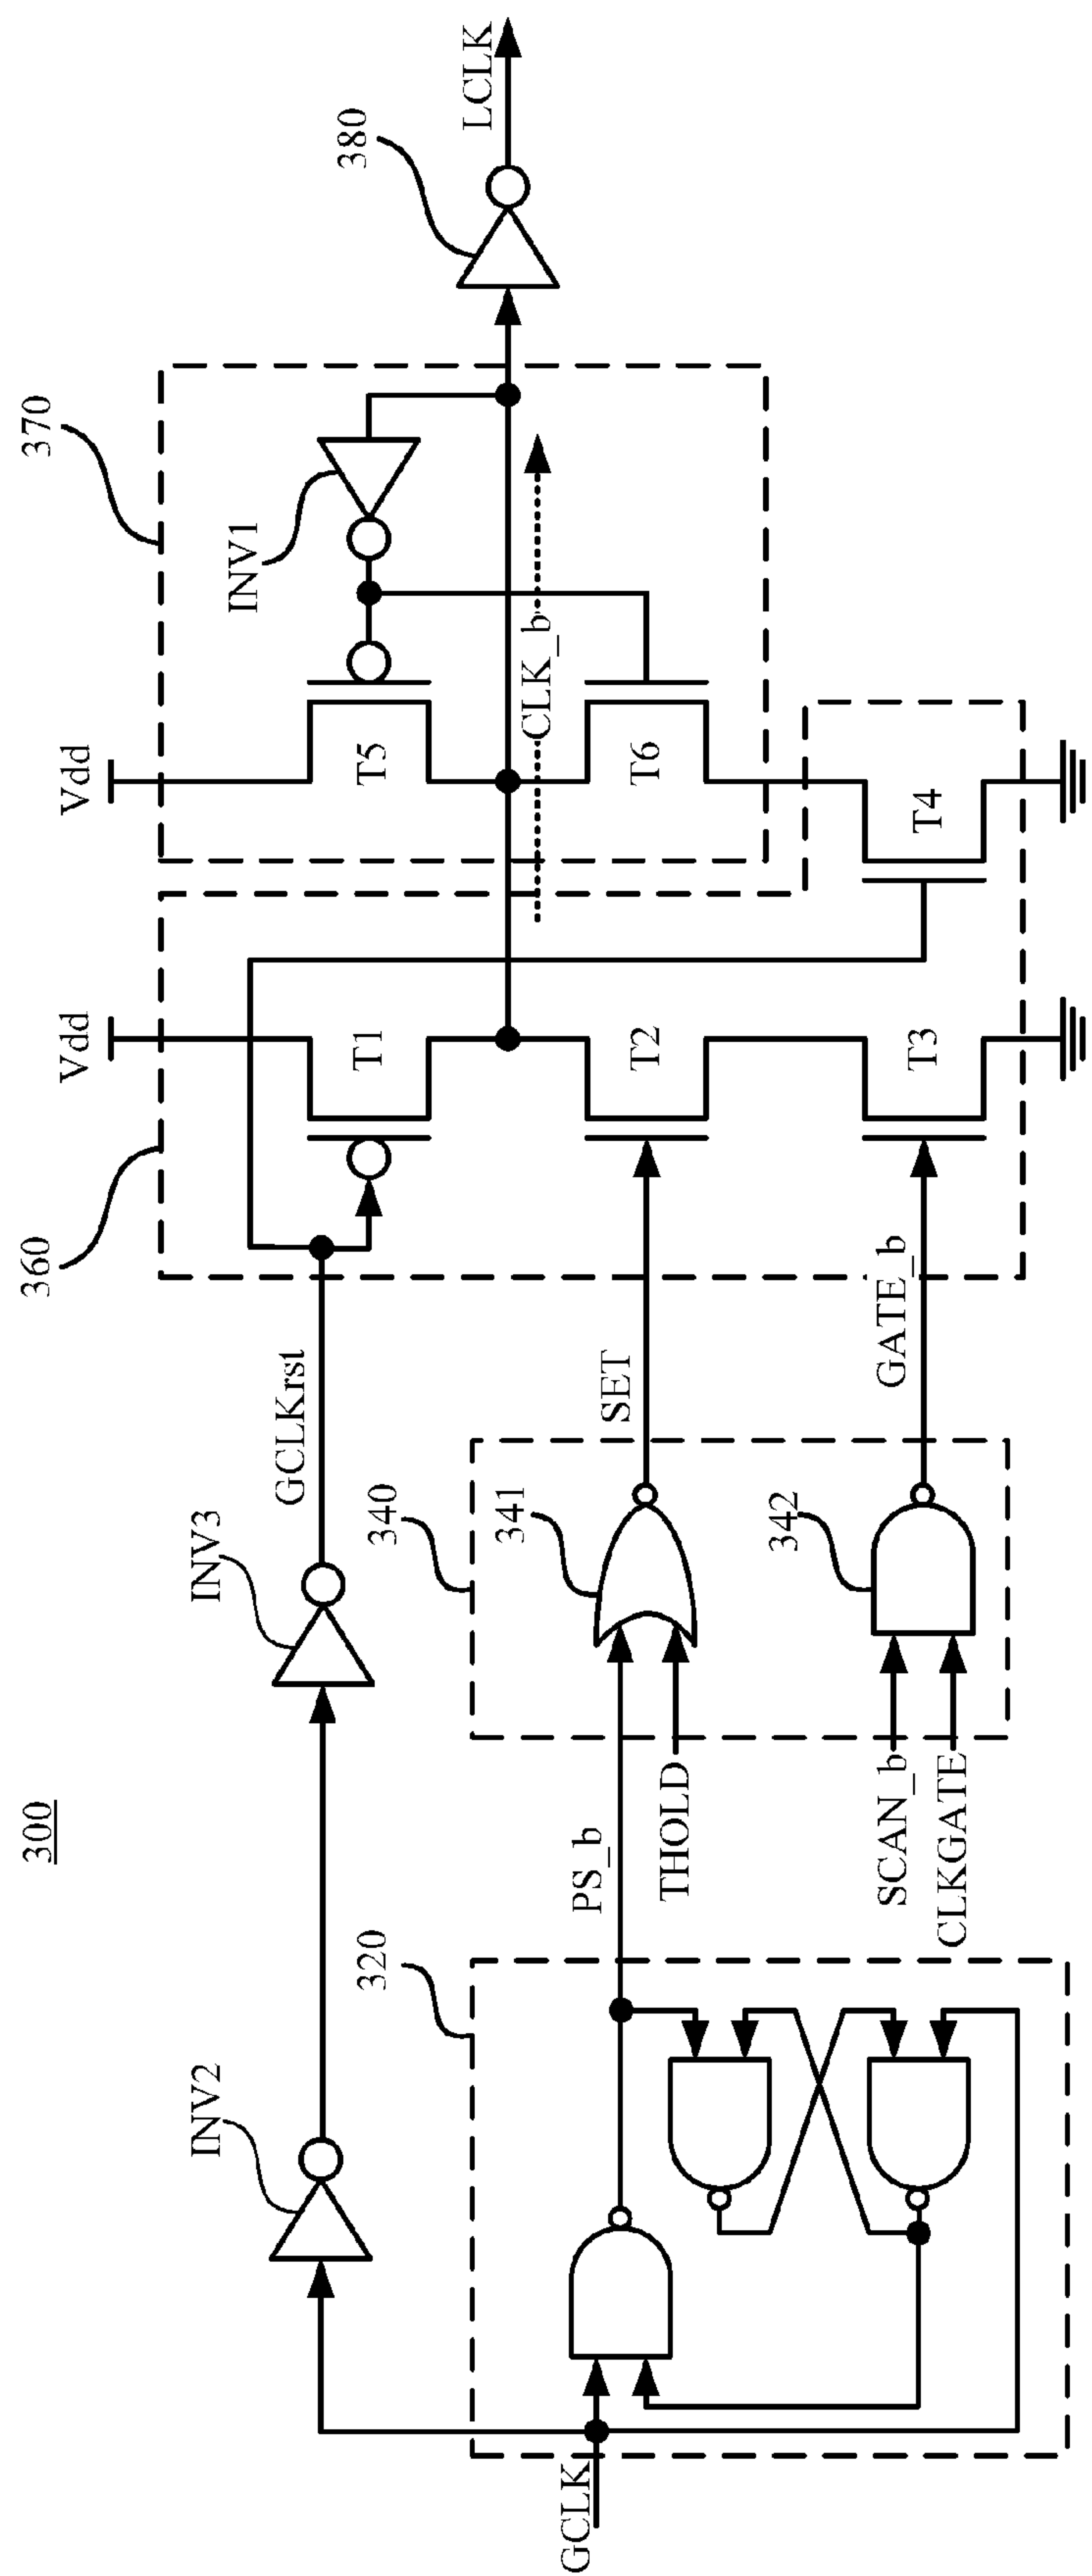 300
GCLK
320
INV2
PS_b
THOLD
SCAN_b
CLKGATE
INV3
340
341
342
GCLKrst
SET
GATE_b
360
Vdd
T1
T2
T3
Vdd
T5
CLK_b
T6
T4
INV1
370
380
LCLK